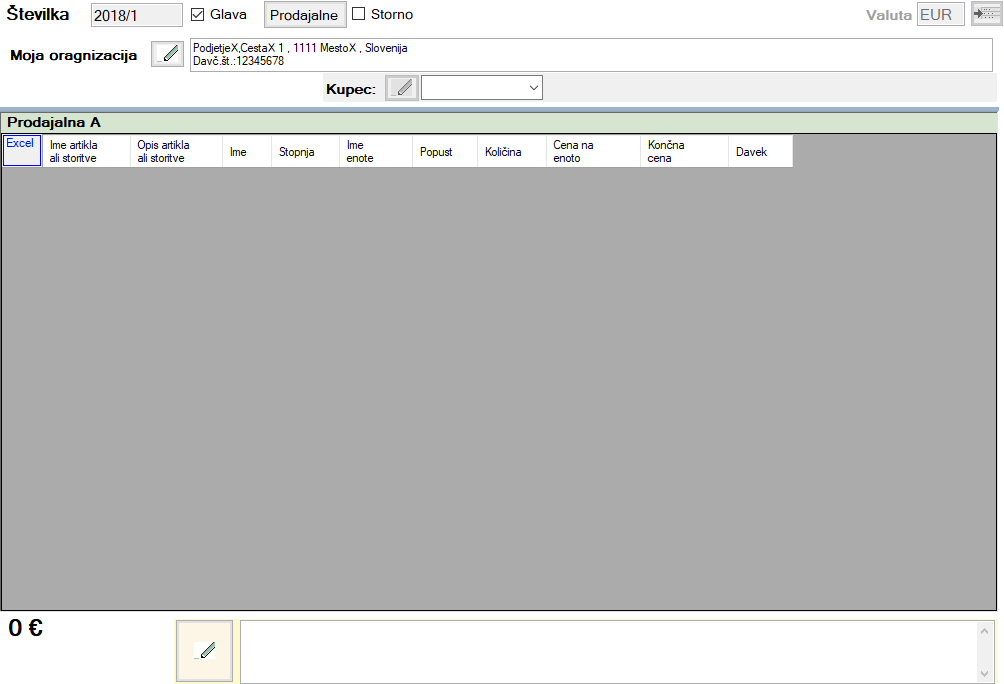 Številka 2018/1 Glava Prodajalne Storno Valuta EUR
Moja oragnizacija
PodjetjeX,CestaX 1 , 1111 MestoX , Slovenija
Davč.št.:12345678
Kupec:
Prodajalna A
Excel
Ime artikla
ali storitve
Opis artikla
ali storitve
Ime
Stopnja
Ime
enote
Popust
Količina
Cena na
enoto
Končna
cena
Davek
0 €